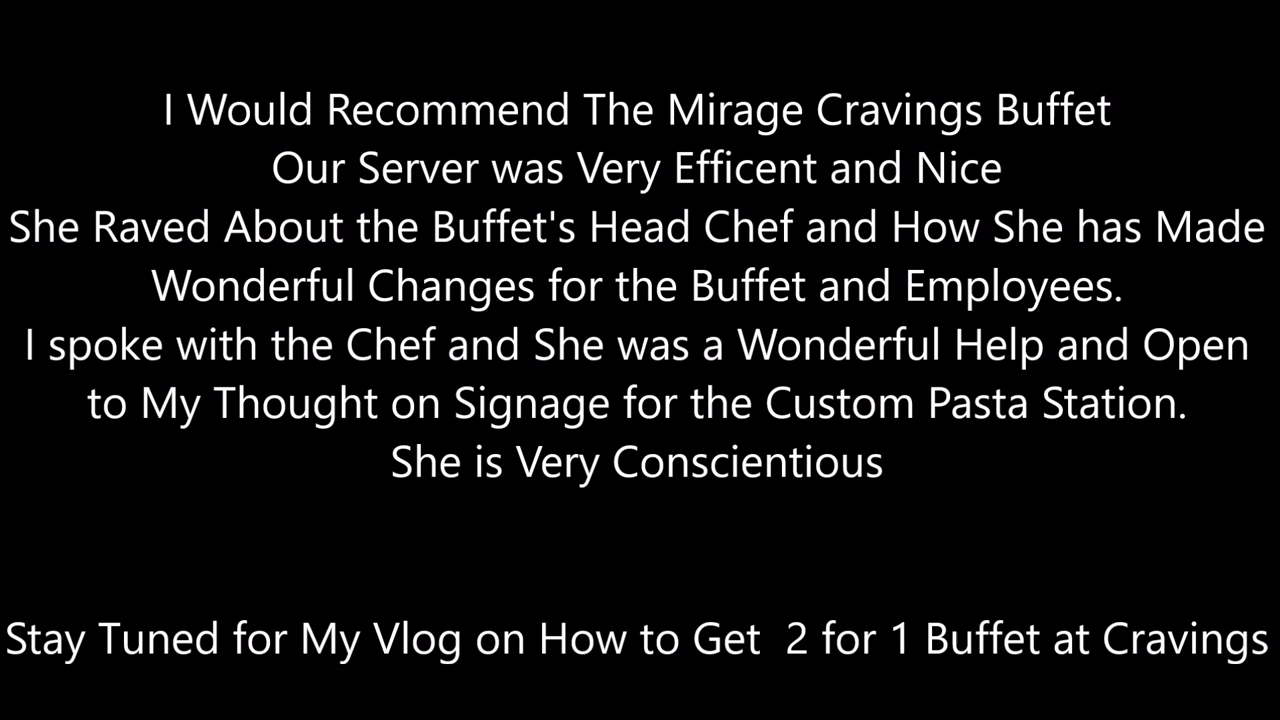 I Would Recommend The Mirage Cravings Buffet
Our Server was Very Efficent and Nice
She Raved About the Buffet's Head Chef and How She has Made
Wonderful Changes for the Buffet and Employees.
I spoke with the Chef and She was a Wonderful Help and Open
to My Thought on Signage for the Custom Pasta Station.
She is Very Conscientious
Stay Tuned for My Vlog on How to Get  2 for 1 Buffet at Cravings